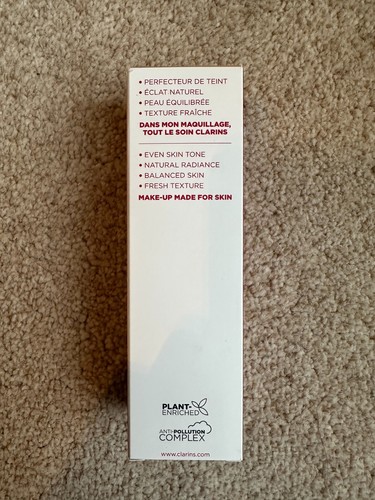 • PERFECTEUR DE TEINT
• ÉCLAT NATUREL
• PEAU ÉQUILIBRÉE
• TEXTURE FRAÎCHE
DANS MON MAQUILLAGE,
TOUT LE SOIN CLARINS
• EVEN SKIN TONE
• NATURAL RADIANCE
• BALANCED SKIN
• FRESH TEXTURE
MAKE-UP MADE FOR SKIN
PLANT-
ENRICHED
ANTI-POLLUTION
COMPLEX
www.clarins.com